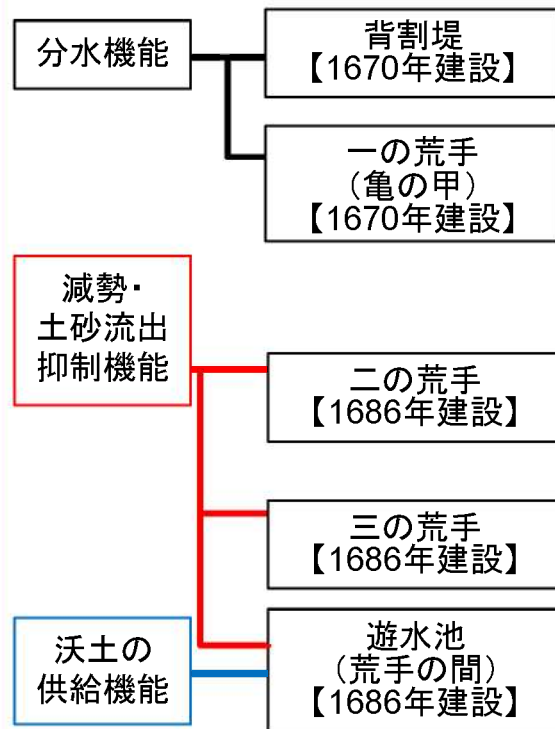 分水機能
背割堤
【1670年建設】
一の荒手
(亀の甲)
【1670年建設】
減勢・
土砂流出
抑制機能
二の荒手
【1686年建設】
三の荒手
【1686年建設】
沃土の
供給機能
遊水池
(荒手の間)
【1686年建設】